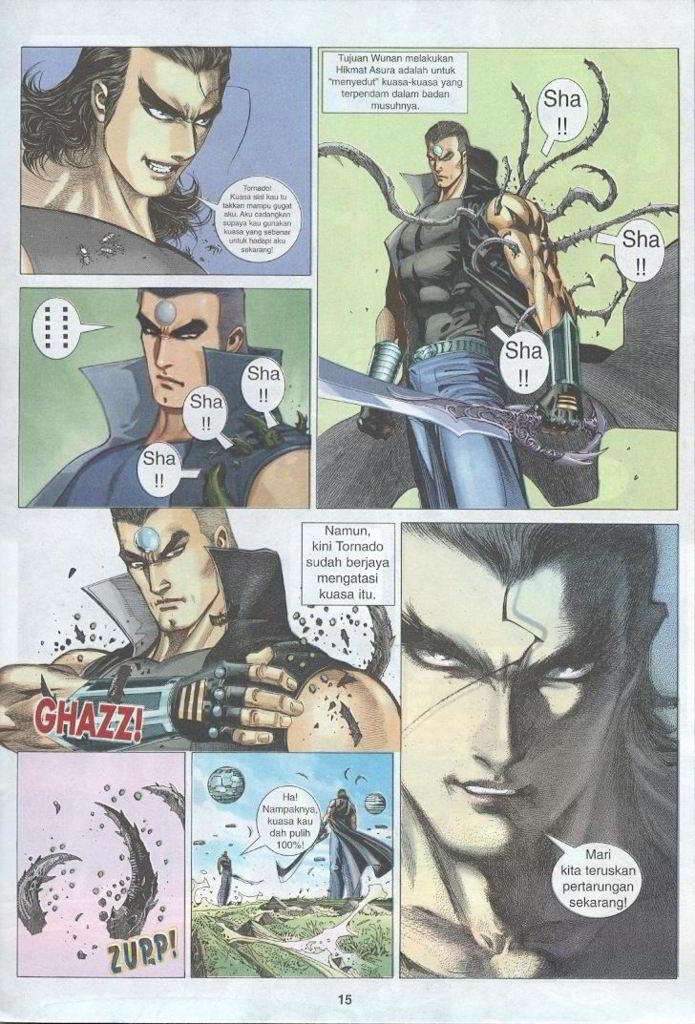 Tornado!
Kuasa sisi kau tu
takkan mampu gugat
aku. Aku cadangkan
supaya kau gunakan
kuasa yang sebenar
untuk hadapi aku
sekarang!
Tujuan Wunan melakukan
Hikmat Asura adalah untuk
"menyedut" kuasa-kuasa yang
terpendam dalam badan
musuhnya.
Sha
!!
Sha
!!
Sha
!!
Sha
!!
Sha
!!
Sha
!!
Namun,
kini Tornado
sudah berjaya
mengatasi
kuasa itu.
GHAZZ!
ZURP!
Ha!
Nampaknya,
kuasa kau
dah pulih
100%!
Mari
kita teruskan
pertarungan
sekarang!
15